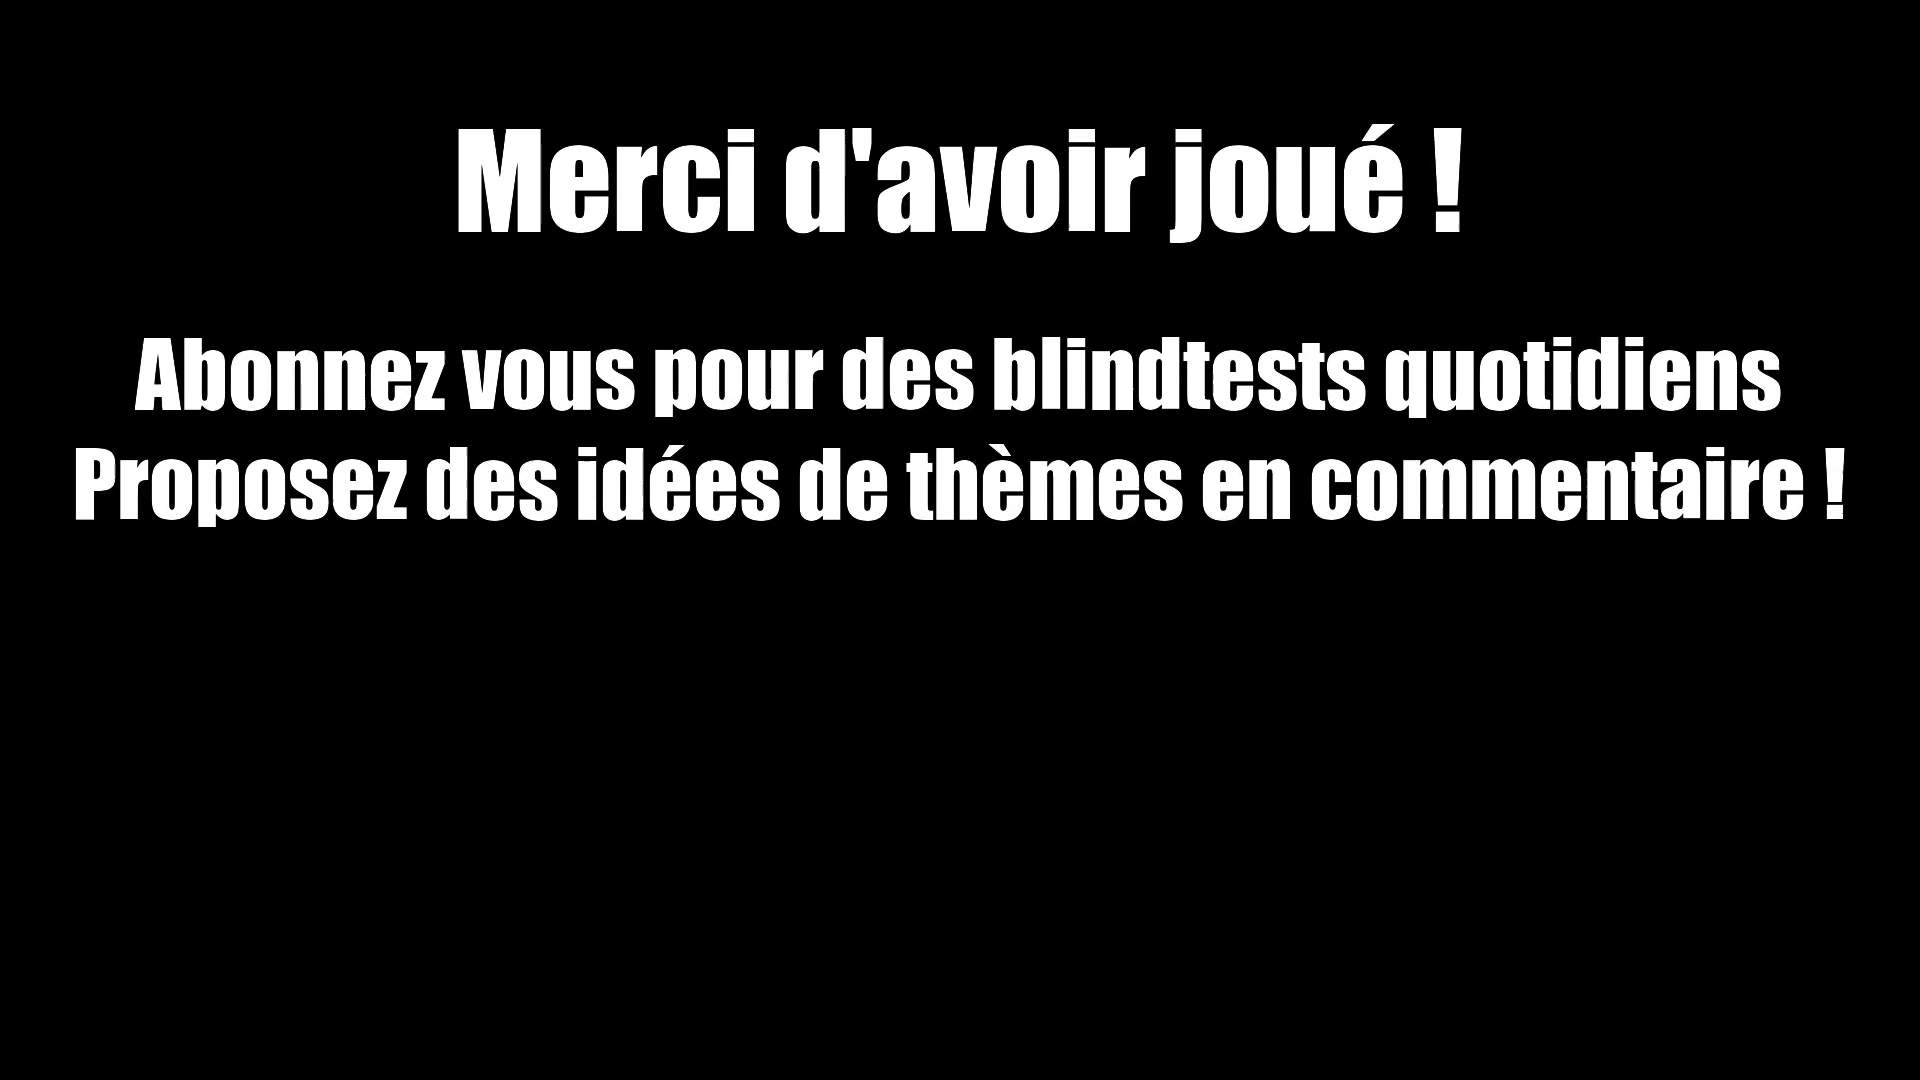 Merci d'avoir joué !
Abonnez vous pour des blindtests quotidiens
Proposez des idées de thèmes en commentaire !